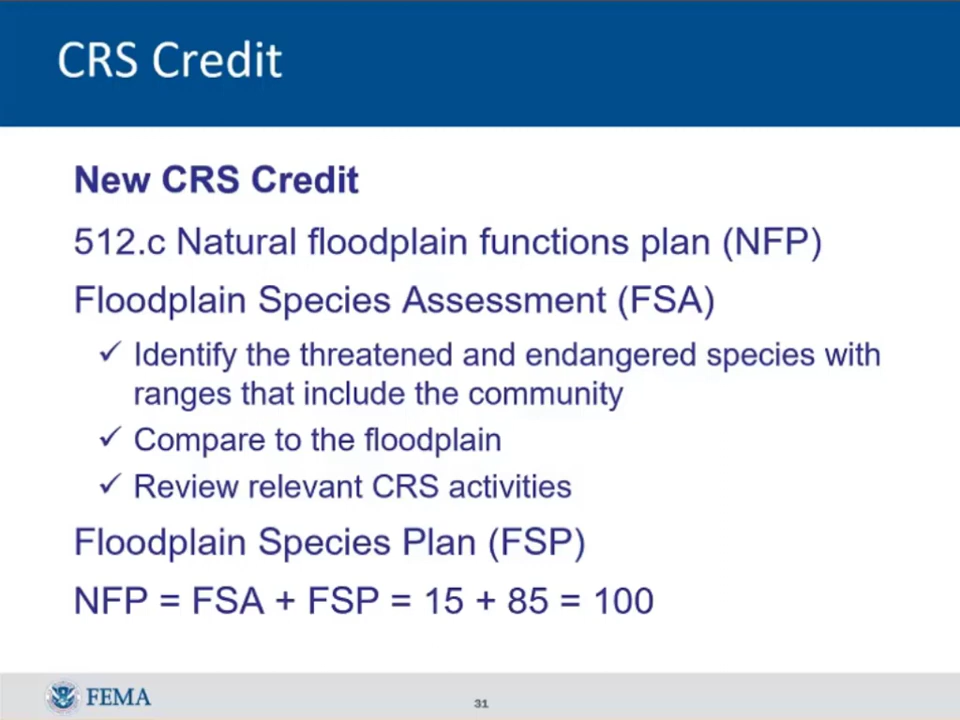 CRS Credit
New CRS Credit
512.c Natural floodplain functions plan (NFP)
Floodplain Species Assessment (FSA)
✓ Identify the threatened and endangered species with
ranges that include the community
✓ Compare to the floodplain
✓ Review relevant CRS activities
Floodplain Species Plan (FSP)
NFP = FSA + FSP = 15 + 85 = 100
FEMA
31